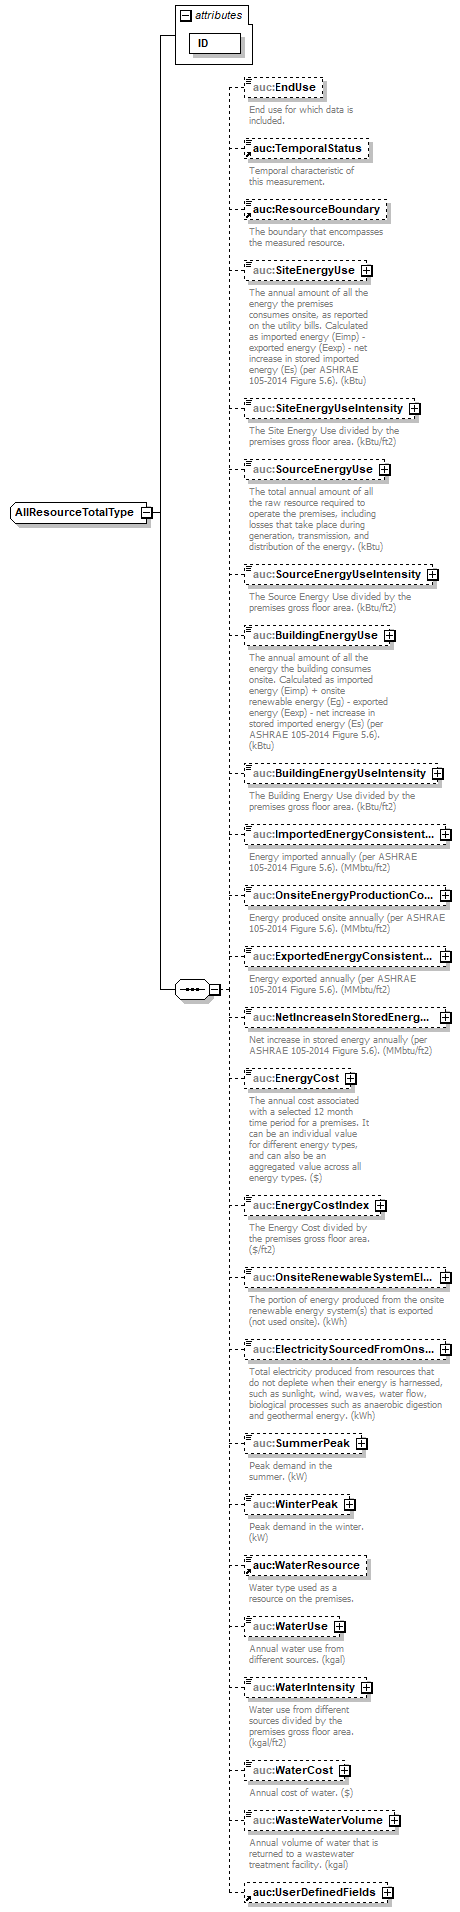 attributes
ID
auc:EndUse
End use for which data is
included.
auc:TemporalStatus
Temporal characteristic of
this measurement.
auc:ResourceBoundary
The boundary that encompasses
the measured resource.
auc:SiteEnergyUse
The annual amount of all the
energy the premises
consumes onsite, as reported
on the utility bills. Calculated
as imported energy (Eimp) -
exported energy (Eexp) - net
increase in stored imported
energy (Es) (per ASHRAE
105-2014 Figure 5.6). (kBtu)
auc:SiteEnergyUseIntensity
The Site Energy Use divided by the
premises gross floor area. (kBtu/ft2)
auc:SourceEnergyUse
The total annual amount of all
the raw resource required to
operate the premises, including
losses that take place during
generation, transmission, and
distribution of the energy. (kBtu)
AllResourceTotalType
auc:SourceEnergyUseIntensity
The Source Energy Use divided by the
premises gross floor area. (kBtu/ft2)
auc:BuildingEnergyUse
The annual amount of all the
energy the building consumes
onsite. Calculated as imported
energy (Eimp) + onsite
renewable energy (Eg) - exported
energy (Eexp) - net increase in
stored imported energy (Es) (per
ASHRAE 105-2014 Figure 5.6).
(kBtu)
auc:BuildingEnergyUseIntensity
The Building Energy Use divided by the
premises gross floor area. (kBtu/ft2)
auc:ImportedEnergyConsistent...
Energy imported annually (per ASHRAE
105-2014 Figure 5.6). (MMbtu/ft2)
auc:OnsiteEnergyProductionCo...
Energy produced onsite annually (per ASHRAE
105-2014 Figure 5.6). (MMbtu/ft2)
auc:ExportedEnergyConsistent...
Energy exported annually (per ASHRAE
105-2014 Figure 5.6). (MMbtu/ft2)
auc:NetIncreaseInStoredEnerg...
Net increase in stored energy annually (per
ASHRAE 105-2014 Figure 5.6). (MMbtu/ft2)
auc:EnergyCost
The annual cost associated
with a selected 12 month
time period for a premises. It
can be an individual value
for different energy types,
and can also be an
aggregated value across all
energy types. ($)
auc:EnergyCostIndex
The Energy Cost divided by
the premises gross floor area.
($/ft2)
auc:OnsiteRenewableSystemEl...
The portion of energy produced from the onsite
renewable energy system(s) that is exported
(not used onsite). (kWh)
auc:ElectricitySourcedFromOns...
Total electricity produced from resources that
do not deplete when their energy is harnessed,
such as sunlight, wind, waves, water flow,
biological processes such as anaerobic digestion
and geothermal energy. (kWh)
auc:SummerPeak
Peak demand in the
summer. (kW)
auc:WinterPeak
Peak demand in the winter.
(kW)
auc:WaterResource
Water type used as a
resource on the premises.
auc:WaterUse
Annual water use from
different sources. (kgal)
auc:WaterIntensity
Water use from different
sources divided by the
premises gross floor area.
(kgal/ft2)
auc:WaterCost
Annual cost of water. ($)
auc:WasteWaterVolume
Annual volume of water that is
returned to a wastewater
treatment facility. (kgal)
auc:UserDefinedFields